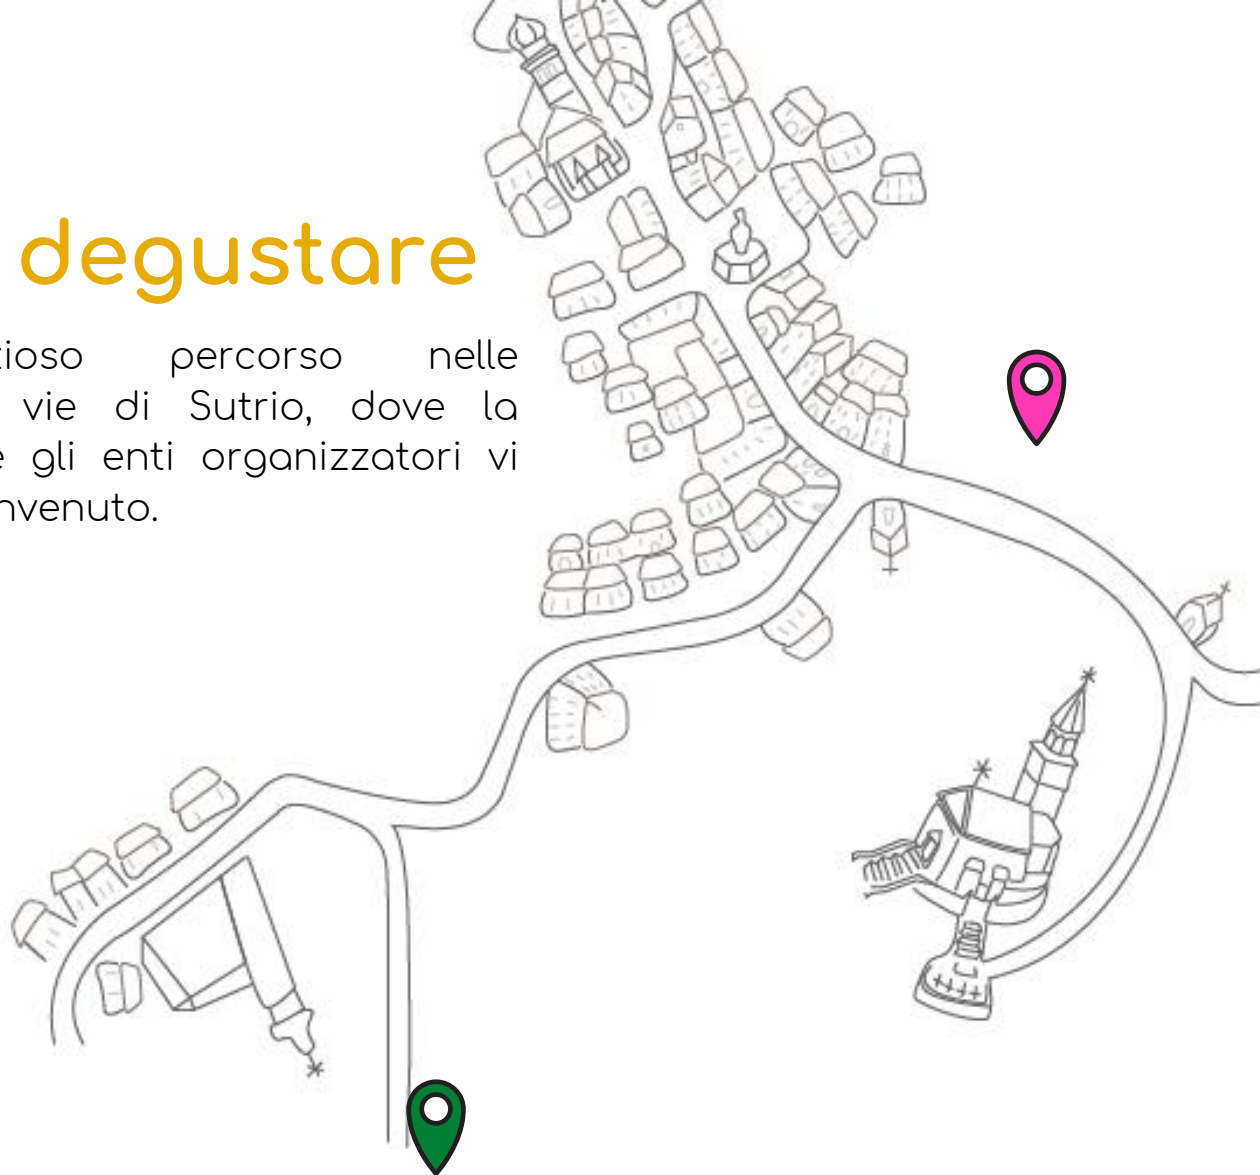 degustare
percorso nelle
vie di Sutrio, dove la
gli enti organizzatori vi